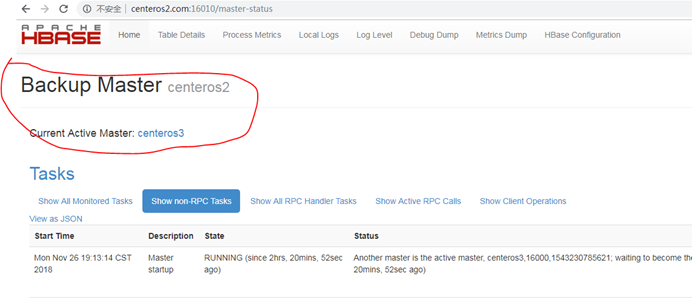 不安全 | centeros2.com:16010/master-status
APACHE
HBASE
Home Table Details Process Metrics Local Logs Log Level Debug Dump Metrics Dump HBase Configuration
Backup Master centeros2
Current Active Master: centeros3
Tasks
Show All Monitored Tasks Show non-RPC Tasks Show All RPC Handler Tasks Show Active RPC Calls Show Client Operations
View as JSON
Start Time Description State Status
Mon Nov 26 19:13:14 CST Master RUNNING (since 2hrs, 20mins, 52sec Another master is the active master, centeros3,16000,1543230785621; waiting to become the
2018 startup ago) 20mins, 52sec ago)